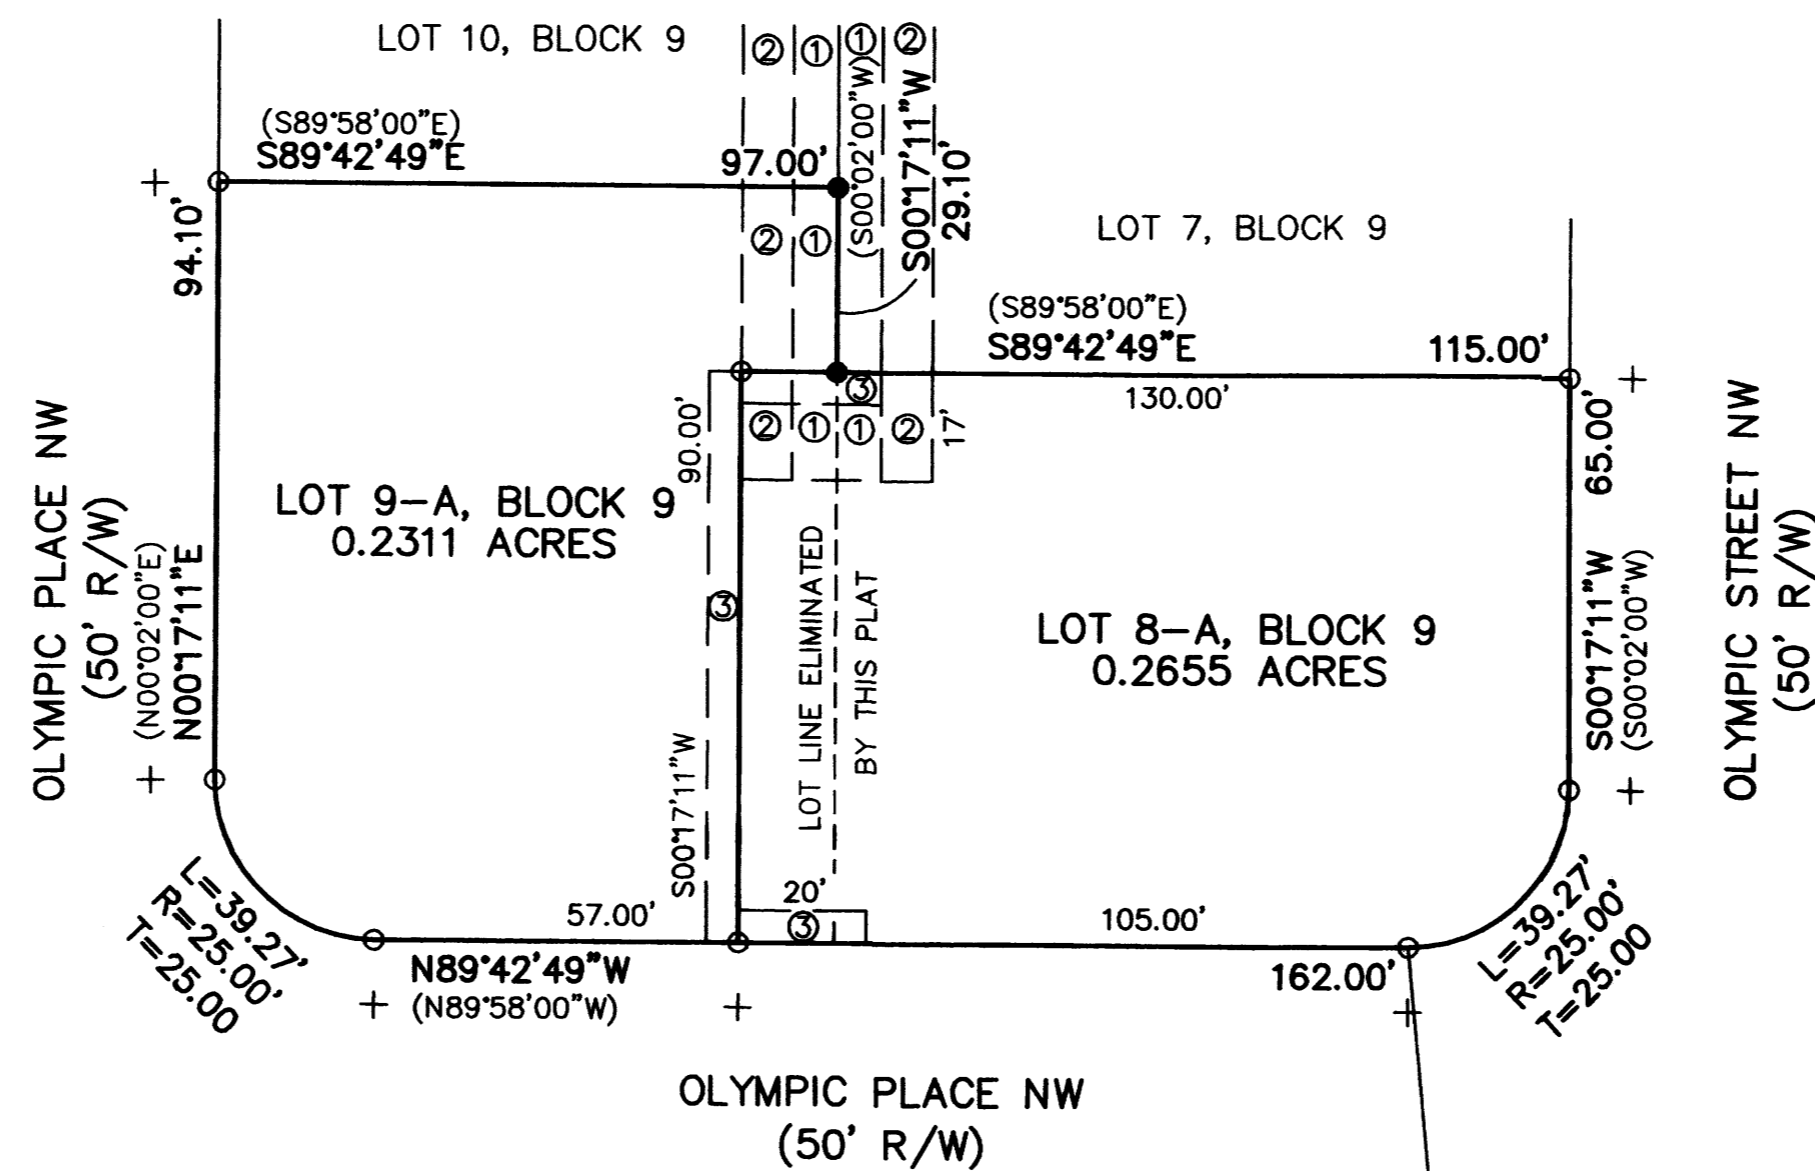 LOT 10, BLOCK 9
② ① ① ②
(S89°58'00"E)
S89°42'49"E
97.00'
(S00°02'00"W)
S00°17'11"W
29.10'
94.10'
② ①
LOT 7, BLOCK 9
(S89°58'00"E)
S89°42'49"E
115.00'
130.00'
③
② ① ① ②
17'
90.00'
65.00'
OLYMPIC PLACE NW
(50' R/W)
(N00°02'00"E)
N00°17'11"E
LOT 9-A, BLOCK 9
0.2311 ACRES
③
S00°17'11"W
LOT LINE ELIMINATED
BY THIS PLAT
LOT 8-A, BLOCK 9
0.2655 ACRES
S00°17'11"W
(S00°02'00"W)
OLYMPIC STREET NW
(50' R/W)
L=39.27'
R=25.00'
T=25.00
57.00'
20'
③
105.00'
N89°42'49"W
(N89°58'00"W)
162.00'
L=39.27'
R=25.00'
T=25.00
OLYMPIC PLACE NW
(50' R/W)